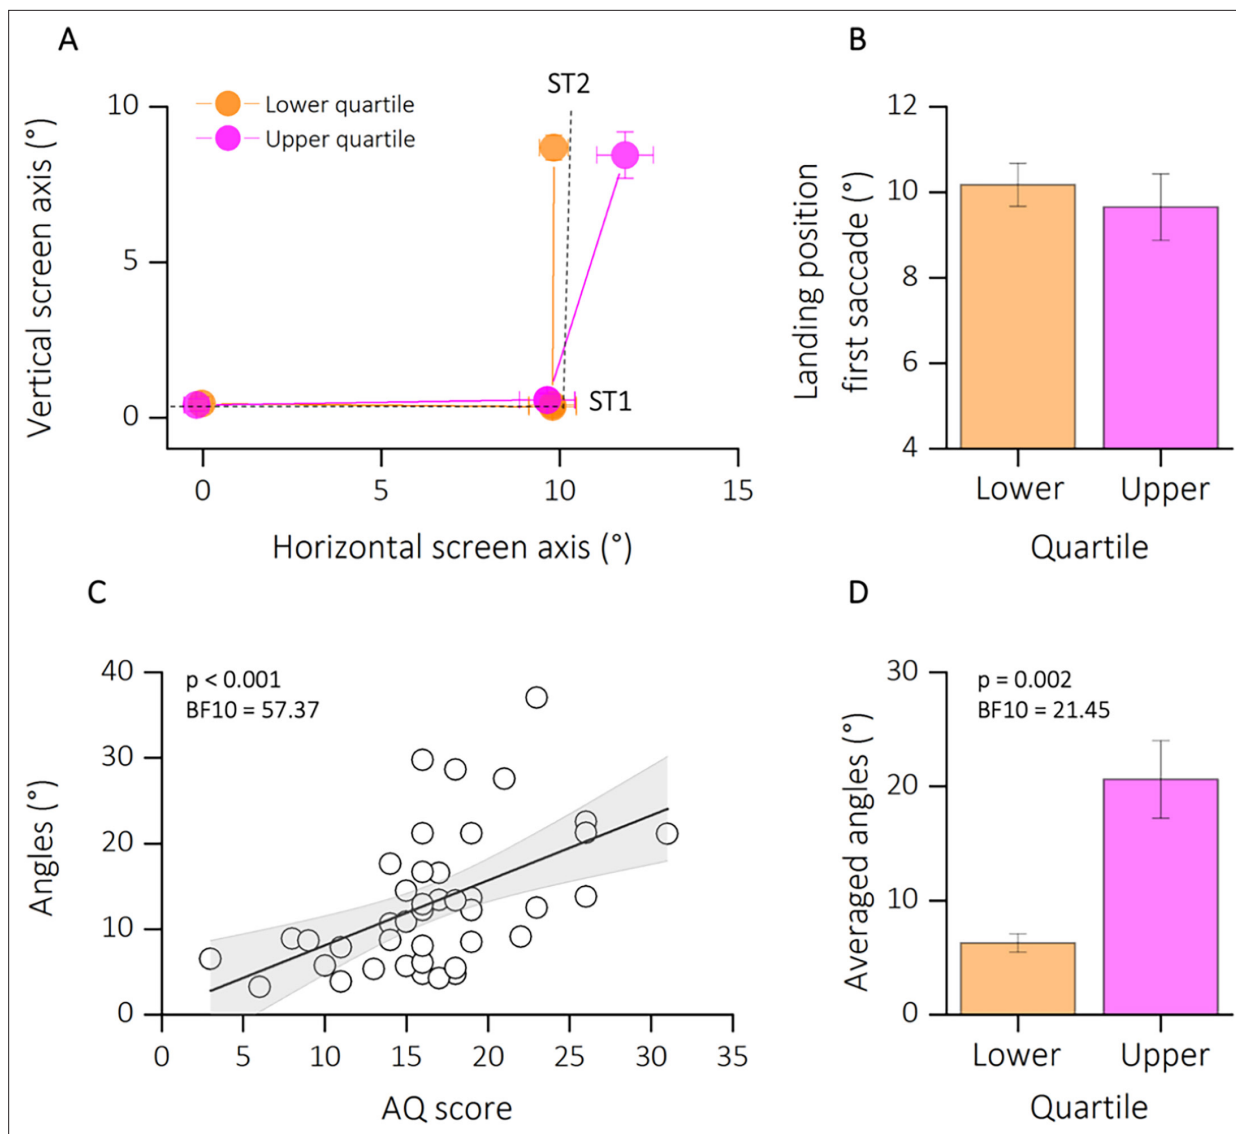 A
Lower quartile
Upper quartile
ST2
ST1
10
5
0
0
5
10
15
Vertical screen axis (°)
Horizontal screen axis (°)
B
12
10
8
6
4
Landing position
first saccade (°)
Lower
Upper
Quartile
C
p < 0.001
BF10 = 57.37
40
30
20
10
0
0
5
10
15
20
25
30
35
Angles (°)
AQ score
D
p = 0.002
BF10 = 21.45
30
20
10
0
Averaged angles (°)
Lower
Upper
Quartile